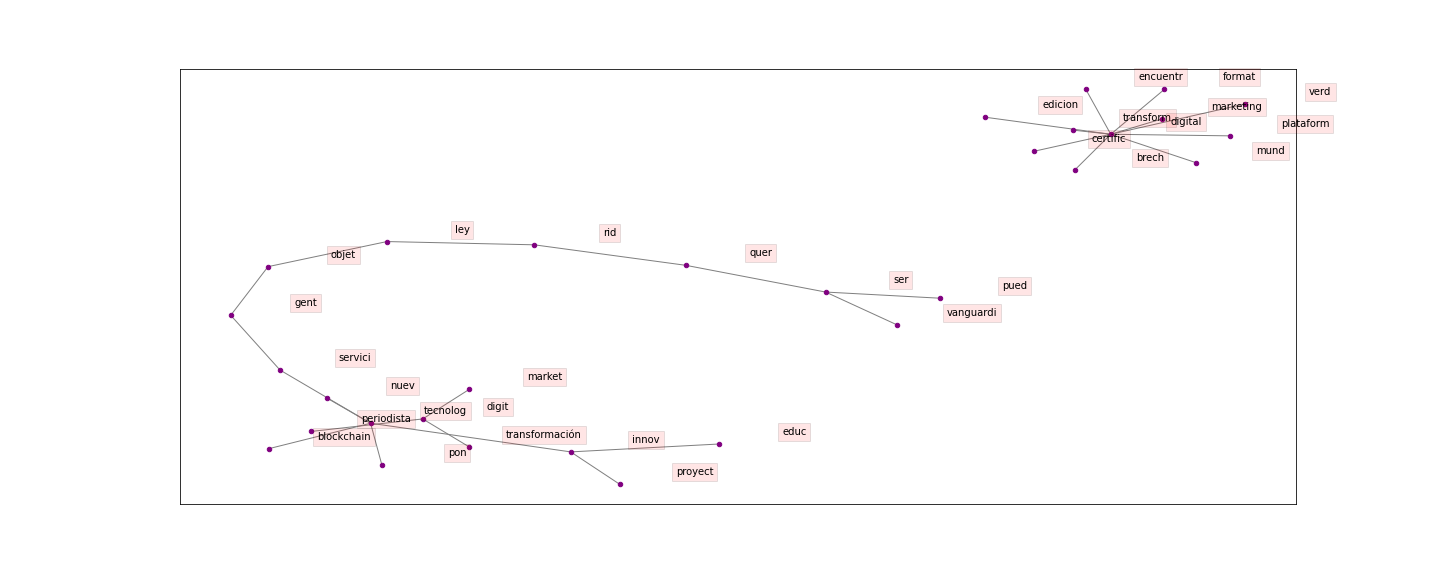 encuentr
format
verd
edicion
marketing
transform
digital
plataform
certific
mund
brech
ley
rid
objet
quer
ser
pued
gent
vanguardi
servici
market
nuev
digit
tecnolog
periodista
educ
transformación
blockchain
innov
pon
proyect